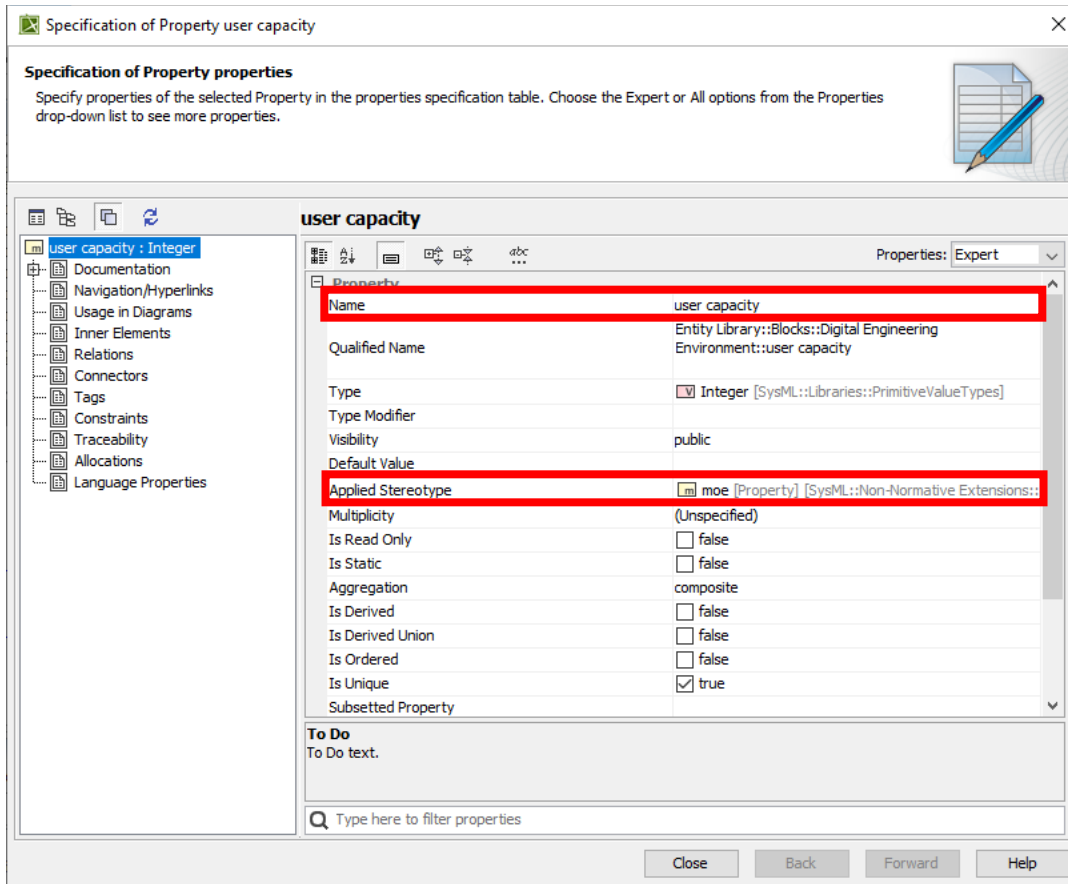 Specification of Property user capacity
Specification of Property properties
Specify properties of the selected Property in the properties specification table. Choose the Expert or All options from the Properties
drop-down list to see more properties.
user capacity
user capacity : Integer
Documentation
Navigation/Hyperlinks
Usage in Diagrams
Inner Elements
Relations
Connectors
Tags
Constraints
Traceability
Allocations
Language Properties
Properties: Expert
Property
Name user capacity
Qualified Name Entity Library::Blocks::Digital Engineering
Environment::user capacity
Type V Integer [SysML::Libraries::PrimitiveValueTypes]
Type Modifier
Visibility public
Default Value
Applied Stereotype m moe [Property] [SysML::Non-Normative Extensions::
Multiplicity (Unspecified)
Is Read Only false
Is Static false
Aggregation composite
Is Derived false
Is Derived Union false
Is Ordered false
Is Unique true
Subsetted Property
To Do
To Do text.
Type here to filter properties
Close Back Forward Help